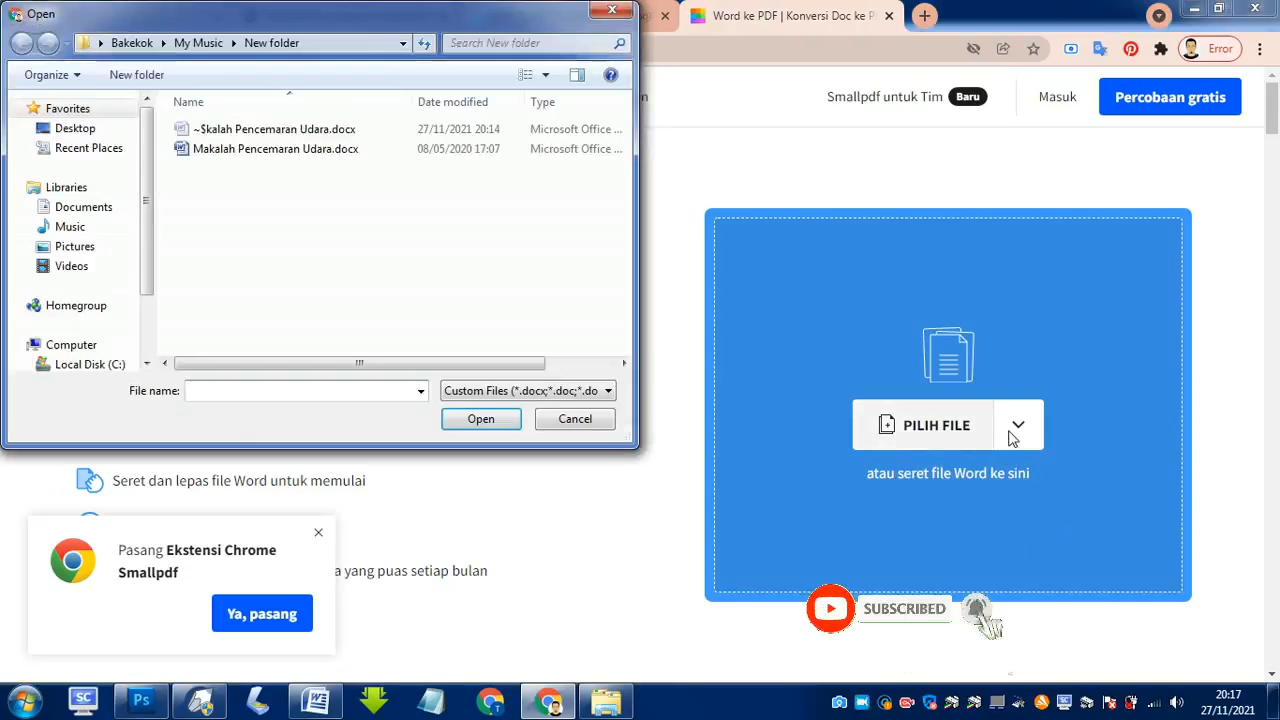 Open
Bakekok
My Music
New folder
Search New folder
Organize
New folder
Favorites
Desktop
Recent Places
Libraries
Documents
Music
Pictures
Videos
Homegroup
Computer
Local Disk (C:)
Name
Date modified
Type
~$kalah Pencemaran Udara.docx
27/11/2021 20:14
Microsoft Office ...
Makalah Pencemaran Udara.docx
08/05/2020 17:07
Microsoft Office ...
File name:
Custom Files (*.docx;*.doc;*.do
Open
Cancel
Word ke PDF | Konversi Doc ke P
Error
Smallpdf untuk Tim
Baru
Masuk
Percobaan gratis
PILIH FILE
atau seret file Word ke sini
Seret dan lepas file Word untuk memulai
a yang puas setiap bulan
Pasang Ekstensi Chrome
Smallpdf
Ya, pasang
SUBSCRIBED
SC
Ps
T
SC
20:17
27/11/2021